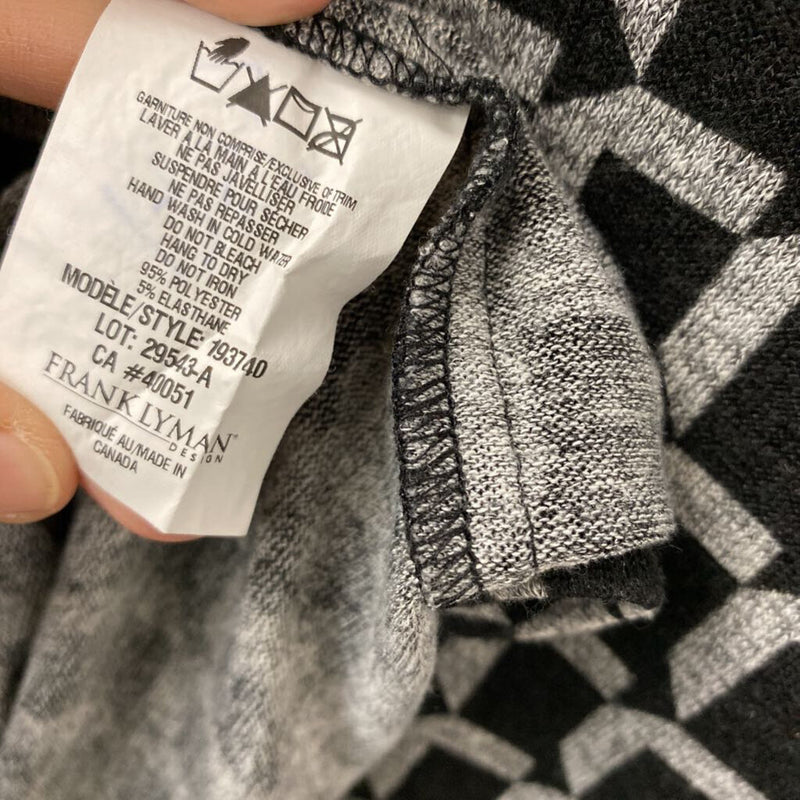 GARNITURE NON COMPRISE/EXCLUSIVE OF TRIM
LAVER A LA MAIN A L'EAU FROIDE
NE PAS JAVELLISER
SUSPENDRE POUR SÉCHER
NE PAS REPASSER
HAND WASH IN COLD WATER
DO NOT BLEACH
HANG TO DRY
DO NOT IRON
95% POLYESTER
5% ELASTHANE
MODÈLE/STYLE: 193740
LOT: 29543-A
CA #40051
FRANK LYMAN®
DESIGN
FABRIQUÉ AU/MADE IN
CANADA